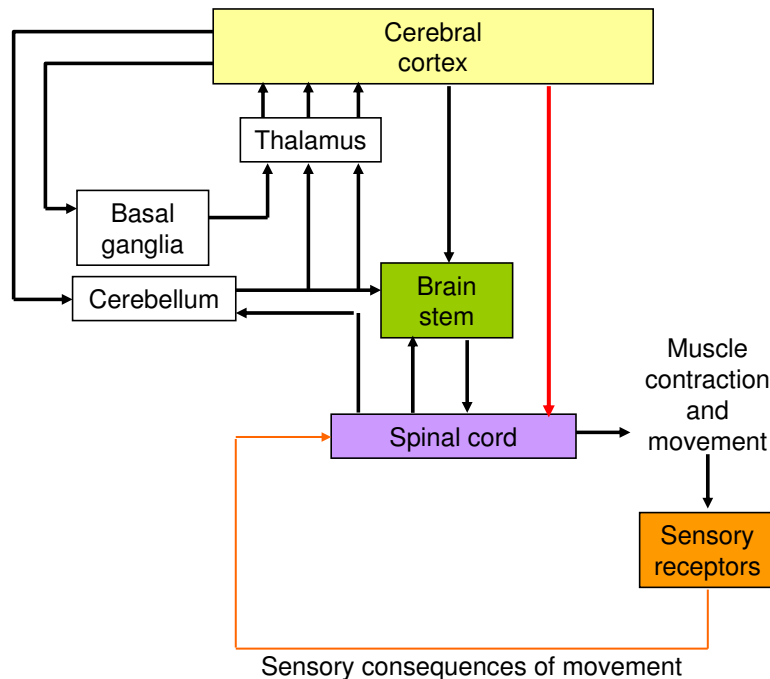 Cerebral
cortex
Thalamus
Basal
ganglia
Cerebellum
Brain
stem
Muscle
contraction
and
movement
Spinal cord
Sensory
receptors
Sensory consequences of movement